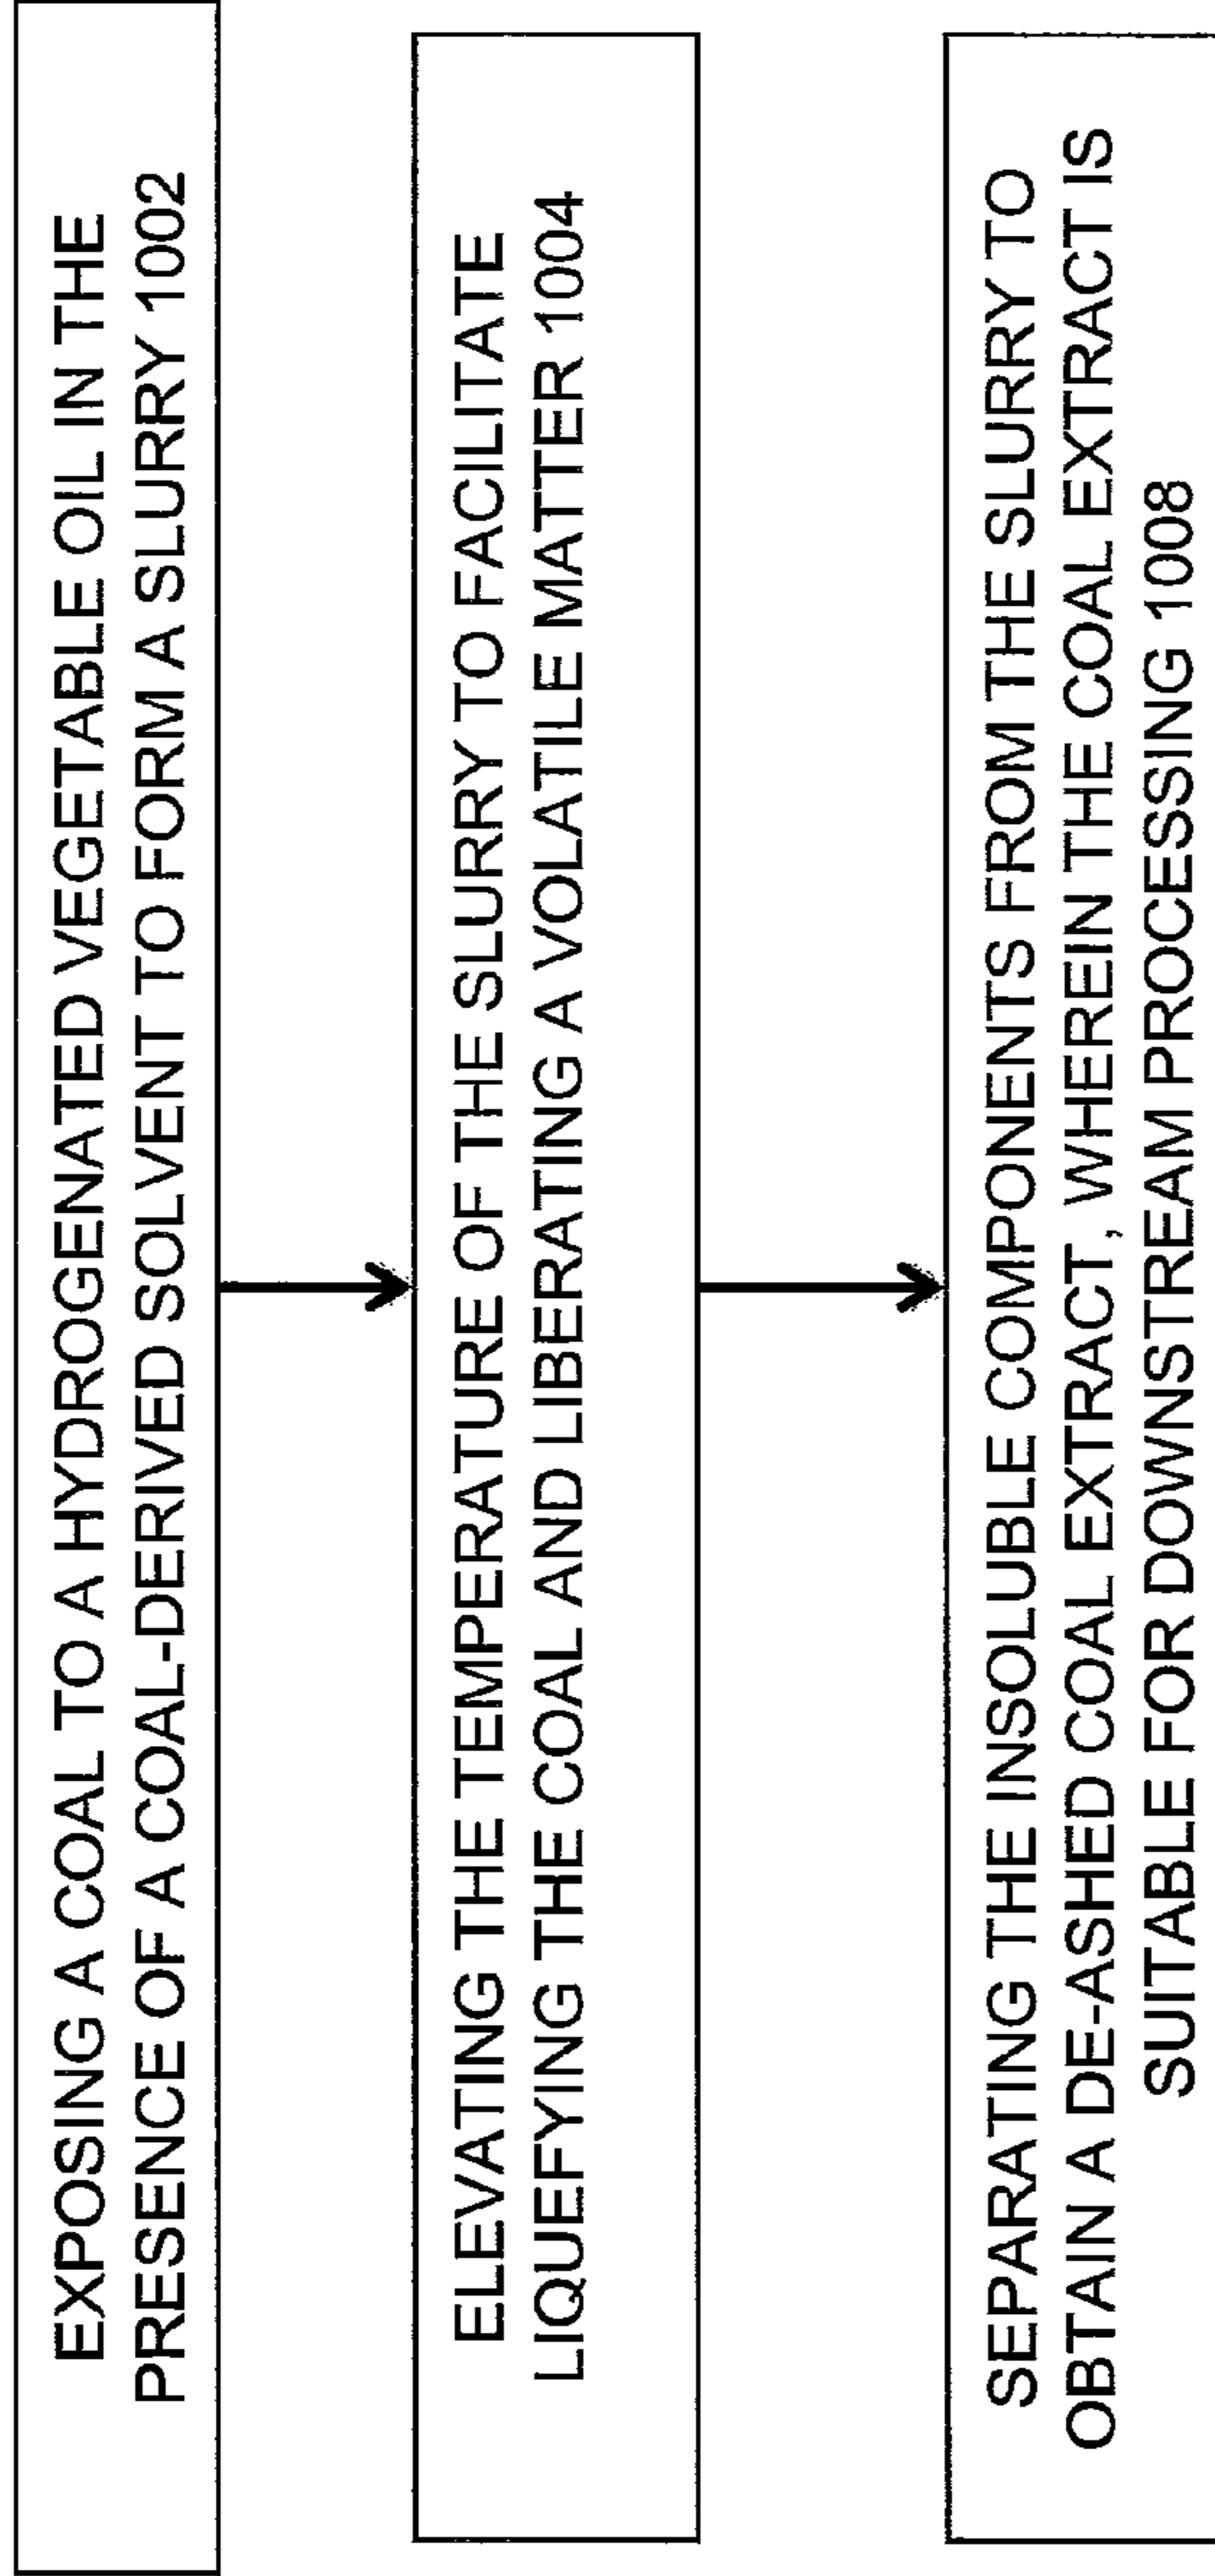 EXPOSING A COAL TO A HYDROGENATED VEGETABLE OIL IN THE
PRESENCE OF A COAL-DERIVED SOLVENT TO FORM A SLURRY 1002
ELEVATING THE TEMPERATURE OF THE SLURRY TO FACILITATE
LIQUEFYING THE COAL AND LIBERATING A VOLATILE MATTER 1004
SEPARATING THE INSOLUBLE COMPONENTS FROM THE SLURRY TO
OBTAIN A DE-ASHED COAL EXTRACT, WHEREIN THE COAL EXTRACT IS
SUITABLE FOR DOWNSTREAM PROCESSING 1008